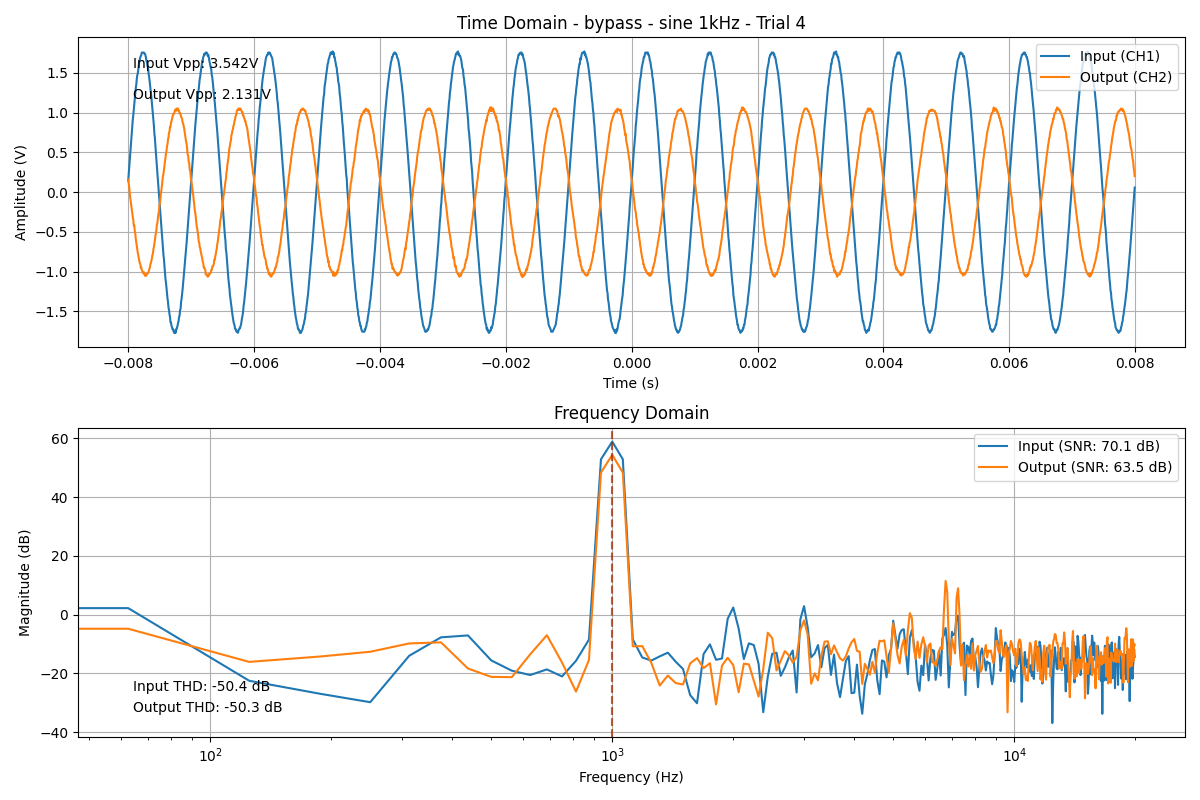 Time Domain - bypass - sine 1kHz - Trial 4
Input Vpp: 3.542V
Output Vpp: 2.131V
Input (CH1)
Output (CH2)
1.5
1.0
0.5
0.0
−0.5
−1.0
−1.5
Amplitude (V)
−0.008
−0.006
−0.004
−0.002
0.000
0.002
0.004
0.006
0.008
Time (s)
Frequency Domain
Input (SNR: 70.1 dB)
Output (SNR: 63.5 dB)
60
40
20
0
−20
−40
Magnitude (dB)
Input THD: -50.4 dB
Output THD: -50.3 dB
10²
10³
10⁴
Frequency (Hz)